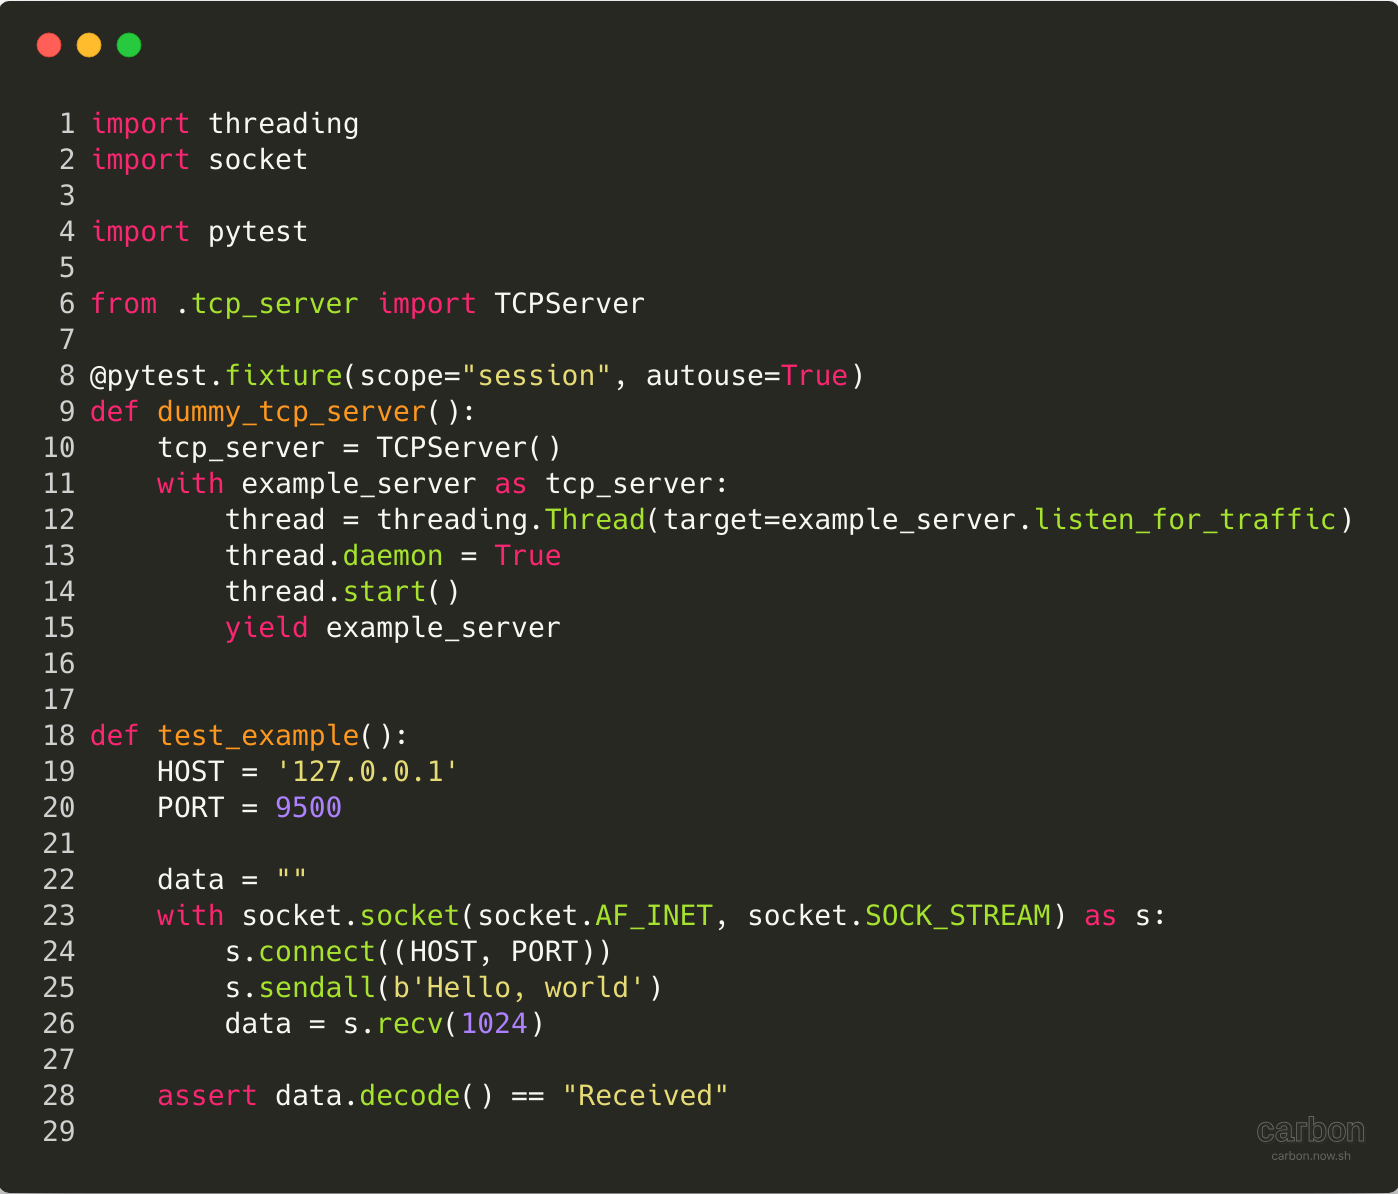 1 import threading
2 import socket
3
4 import pytest
5
6 from .tcp_server import TCPServer
7
8 @pytest.fixture(scope="session", autouse=True)
9 def dummy_tcp_server():
10     tcp_server = TCPServer()
11     with example_server as tcp_server:
12         thread = threading.Thread(target=example_server.listen_for_traffic)
13         thread.daemon = True
14         thread.start()
15         yield example_server
16
17
18 def test_example():
19     HOST = '127.0.0.1'
20     PORT = 9500
21
22     data = ""
23     with socket.socket(socket.AF_INET, socket.SOCK_STREAM) as s:
24         s.connect((HOST, PORT))
25         s.sendall(b'Hello, world')
26         data = s.recv(1024)
27
28     assert data.decode() == "Received"
29
carbon
carbon.now.sh